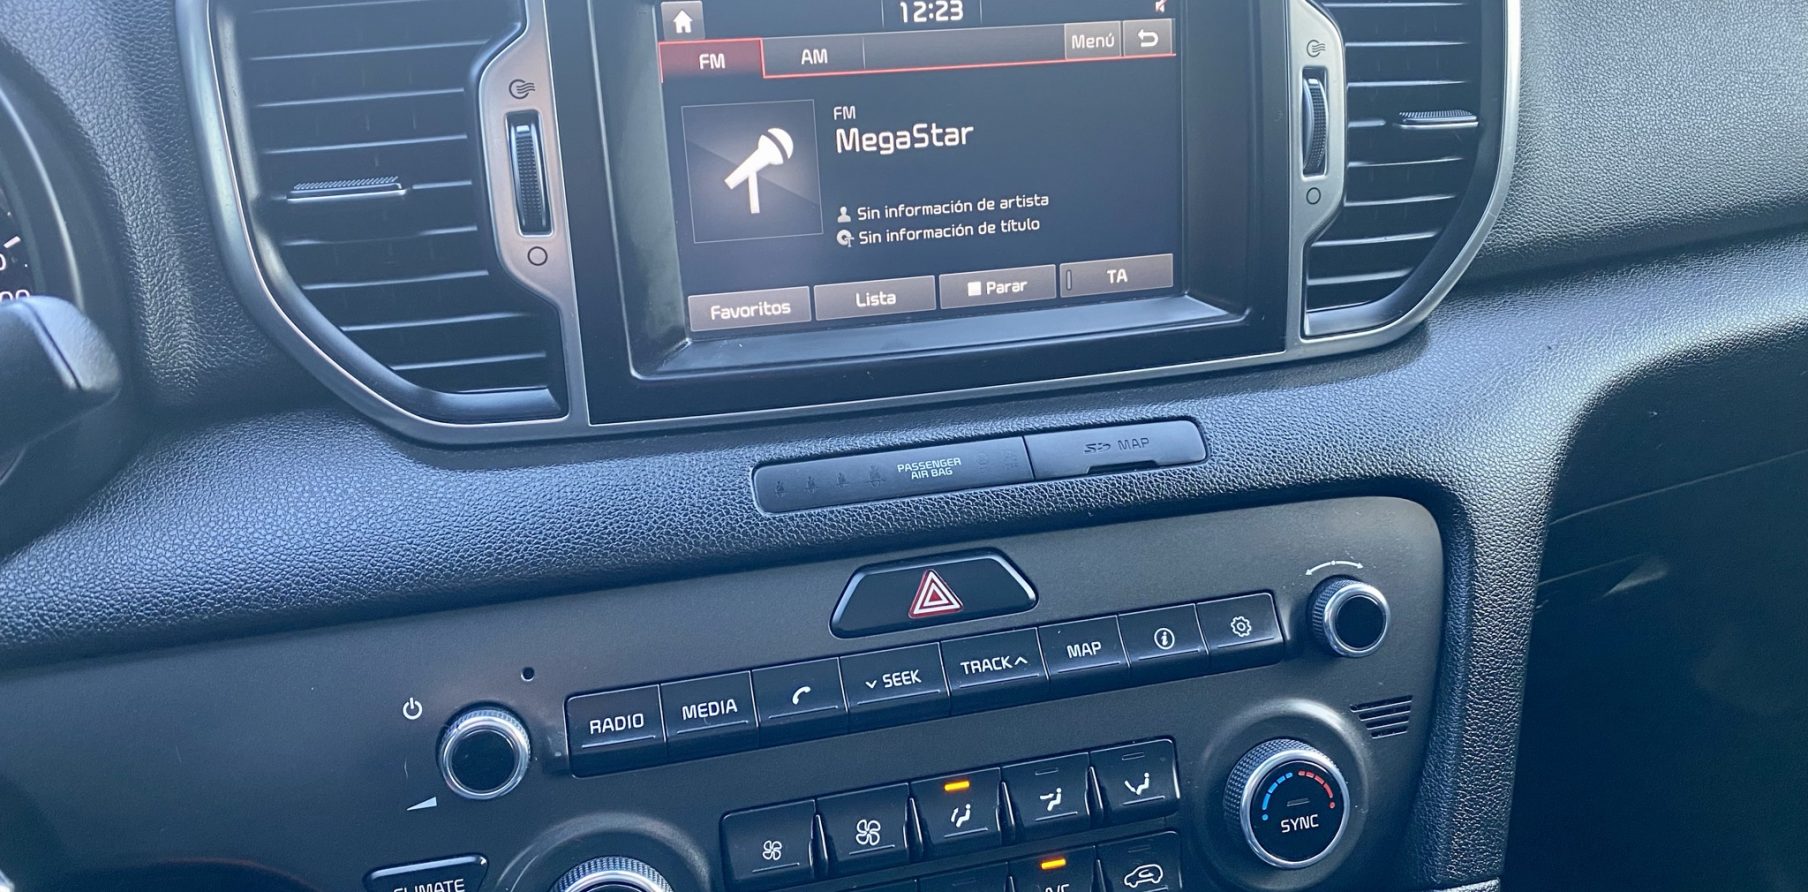 12:23
FM
AM
Menú
FM
MegaStar
Sin información de artista
Sin información de título
Favoritos
Lista
Parar
TA
PASSENGER
AIR BAG
MAP
RADIO
MEDIA
SEEK
TRACK
MAP
SYNC
CLIMATE